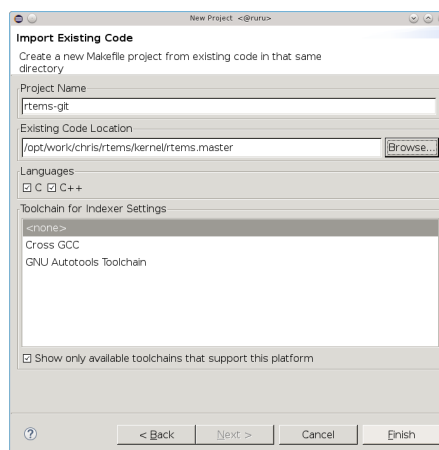 New Project <@ruru>
Import Existing Code
Create a new Makefile project from existing code in that same
directory
Project Name
rtems-git
Existing Code Location
/opt/work/chris/rtems/kernel/rtems.master
Browse...
Languages
C C++
Toolchain for Indexer Settings
<none>
Cross GCC
GNU Autotools Toolchain
Show only available toolchains that support this platform
? < Back Next > Cancel Finish